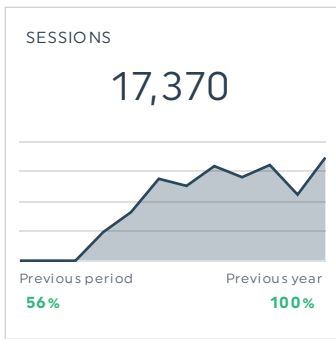 SESSIONS
17,370
Previous period
Previous year
56%
100%